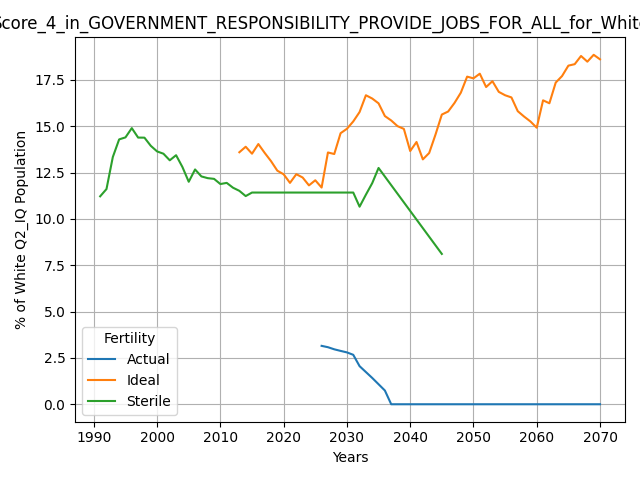 Score_4_in_GOVERNMENT_RESPONSIBILITY_PROVIDE_JOBS_FOR_ALL_for_White
% of White Q2_IQ Population
17.5
15.0
12.5
10.0
7.5
5.0
2.5
0.0
Fertility
Actual
Ideal
Sterile
1990 2000 2010 2020 2030 2040 2050 2060 2070
Years